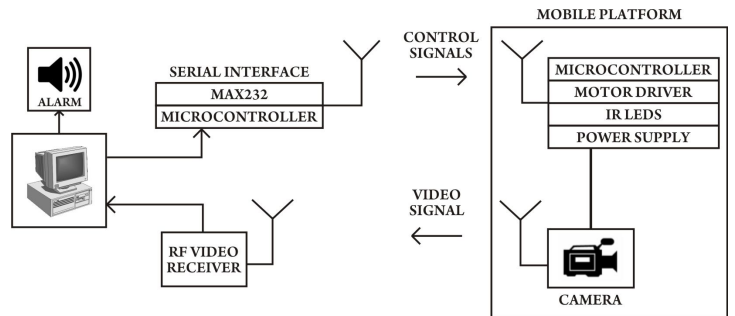 MOBILE PLATFORM
CONTROL
SIGNALS
SERIAL INTERFACE
MAX232
MICROCONTROLLER
ALARM
MICROCONTROLLER
MOTOR DRIVER
IR LEDS
POWER SUPPLY
VIDEO
SIGNAL
RF VIDEO
RECEIVER
CAMERA